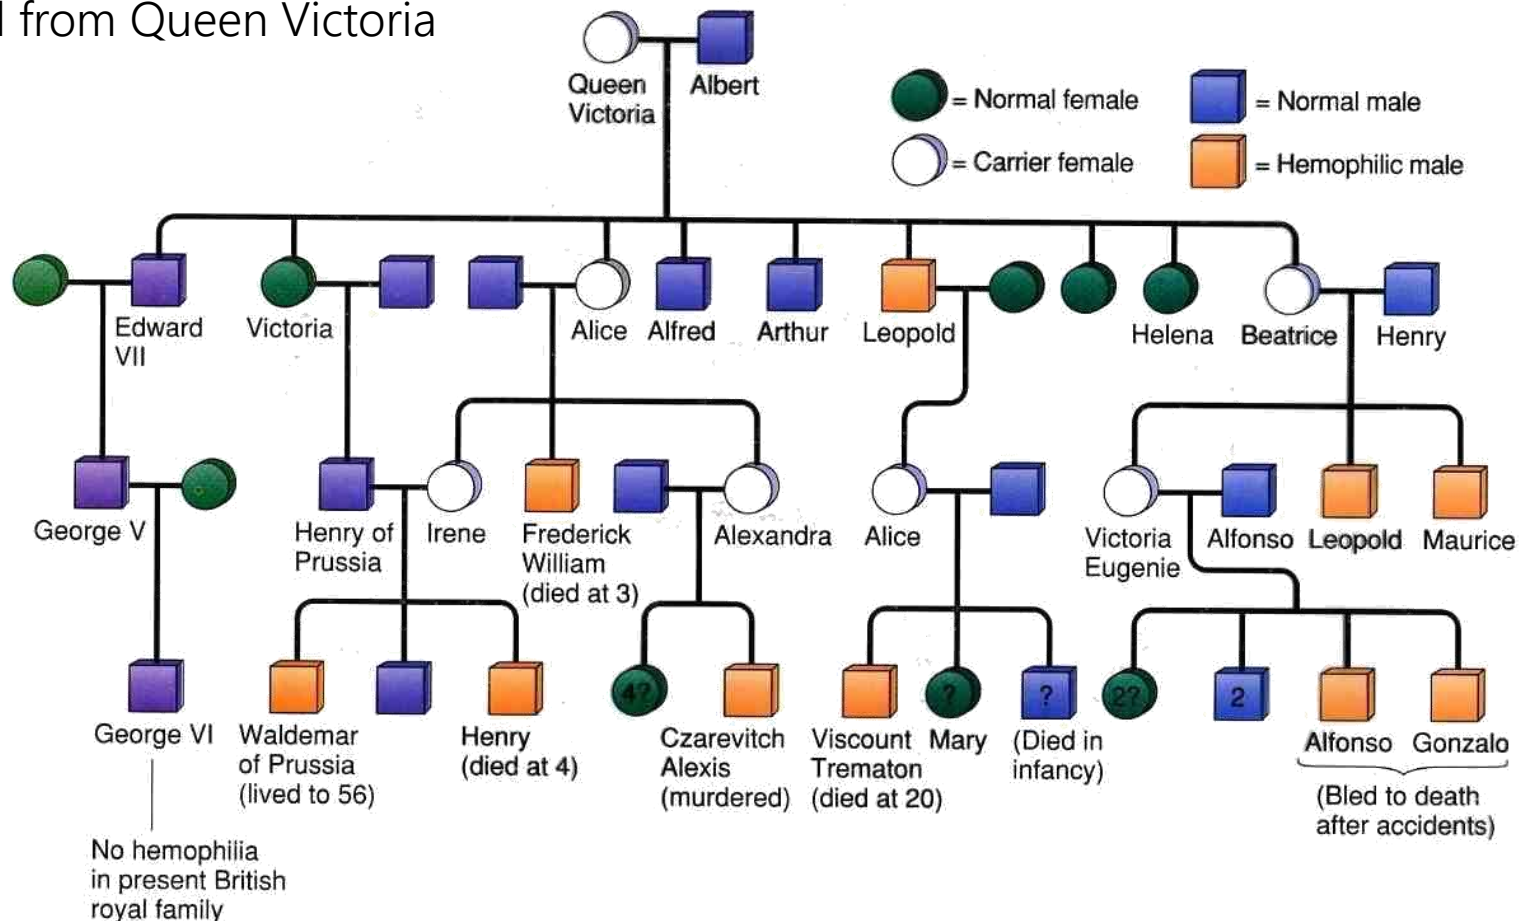 from Queen Victoria
Queen
Victoria
Albert
= Normal female
= Normal male
= Carrier female
= Hemophilic male
Edward
VII
Victoria
Alice
Alfred
Arthur
Leopold
Helena
Beatrice
Henry
George V
Henry of
Prussia
Irene
Frederick
William
(died at 3)
Alexandra
Alice
Victoria
Eugenie
Alfonso
Leopold
Maurice
4?
?
?
2?
2
George VI
Waldemar
of Prussia
(lived to 56)
Henry
(died at 4)
Czarevitch
Alexis
(murdered)
Viscount
Trematon
(died at 20)
Mary
(Died in
infancy)
Alfonso
Gonzalo
(Bled to death
after accidents)
No hemophilia
in present British
royal family